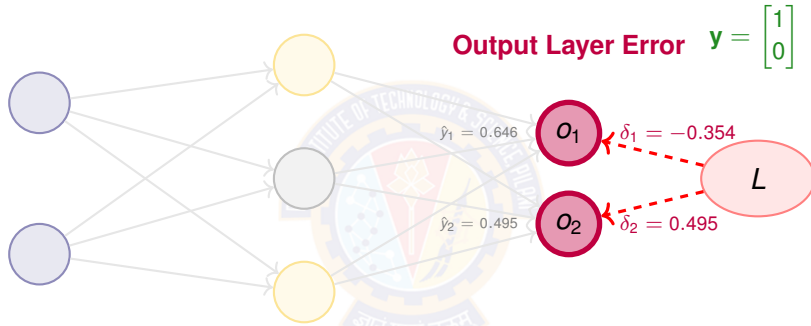 Output Layer Error
y = [1 0]
ŷ₁ = 0.646
o₁
δ₁ = −0.354
L
ŷ₂ = 0.495
o₂
δ₂ = 0.495